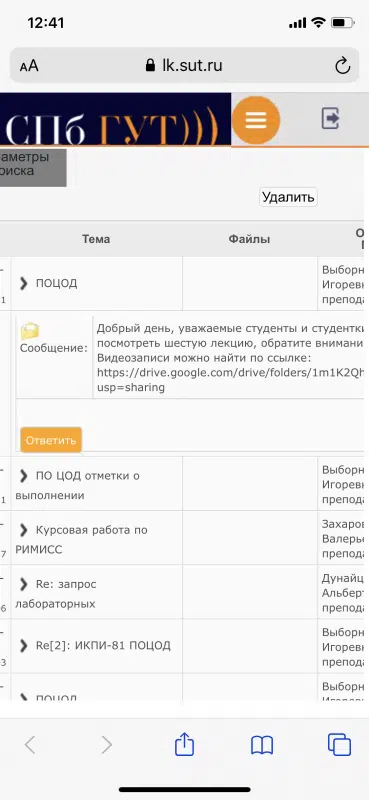 12:41
AA lk.sut.ru
СПб ГУТ)))
аметры
риска
Удалить
Тема Файлы
ПОЦОД
Выборн
Игоревн
препода
Сообщение:
Добрый день, уважаемые студенты и студентки
посмотреть шестую лекцию, обратите внимани
Видеозаписи можно найти по ссылке:
https://drive.google.com/drive/folders/1m1K2Qh
usp=sharing
Ответить
ПО ЦОД отметки о
выполнении
Выборн
Игоревн
препода
Курсовая работа по
РИМИСС
Захаров
Валерье
препода
Re: запрос
лабораторных
Дунайц
Альберт
препода
Re[2]: ИКПИ-81 ПОЦОД
Выборн
Игоревн
препода
ПОЦОД
Выборн
Игоревн